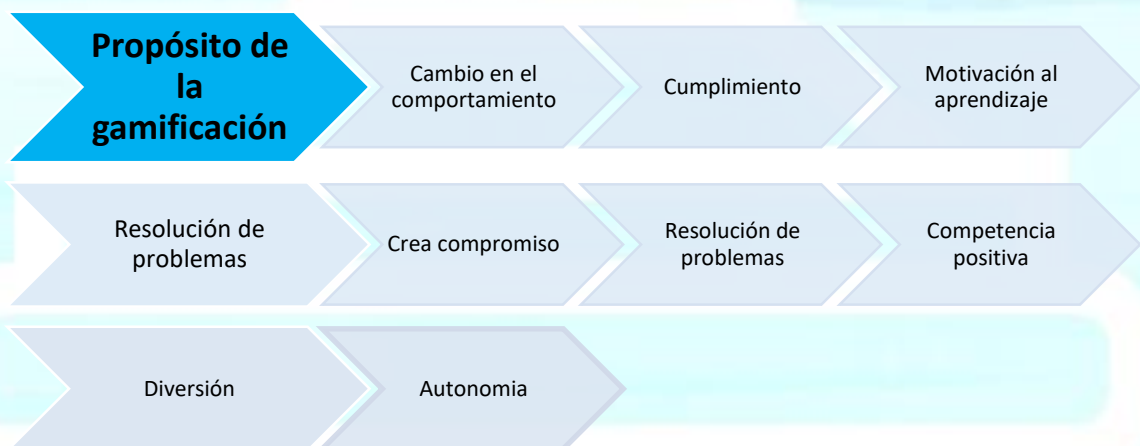 Propósito de
la
gamificación
Cambio en el
comportamiento
Cumplimiento
Motivación al
aprendizaje
Resolución de
problemas
Crea compromiso
Resolución de
problemas
Competencia
positiva
Diversión
Autonomia